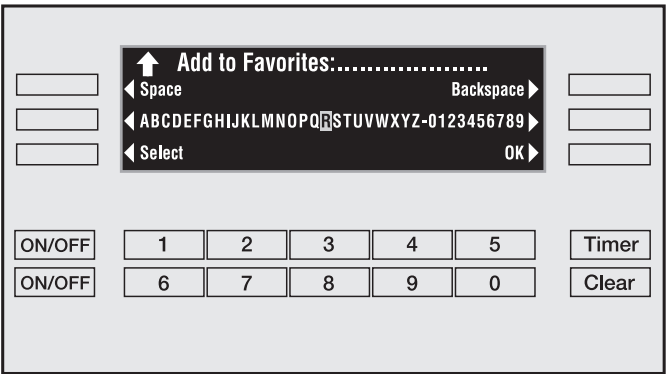 Add to Favorites:.....................
Space Backspace
ABCDEFGHIJKLMNOPQRSTUVWXYZ-0123456789
Select OK
ON/OFF 1 2 3 4 5 Timer
ON/OFF 6 7 8 9 0 Clear